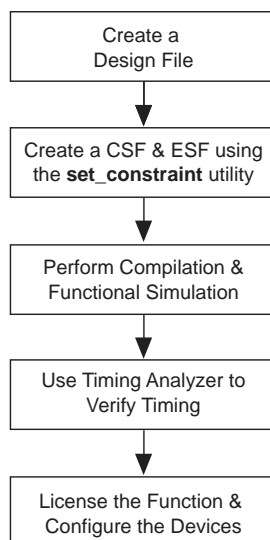 Create a
Design File
Create a CSF & ESF using
the set_constraint utility
Perform Compilation &
Functional Simulation
Use Timing Analyzer to
Verify Timing
License the Function &
Configure the Devices